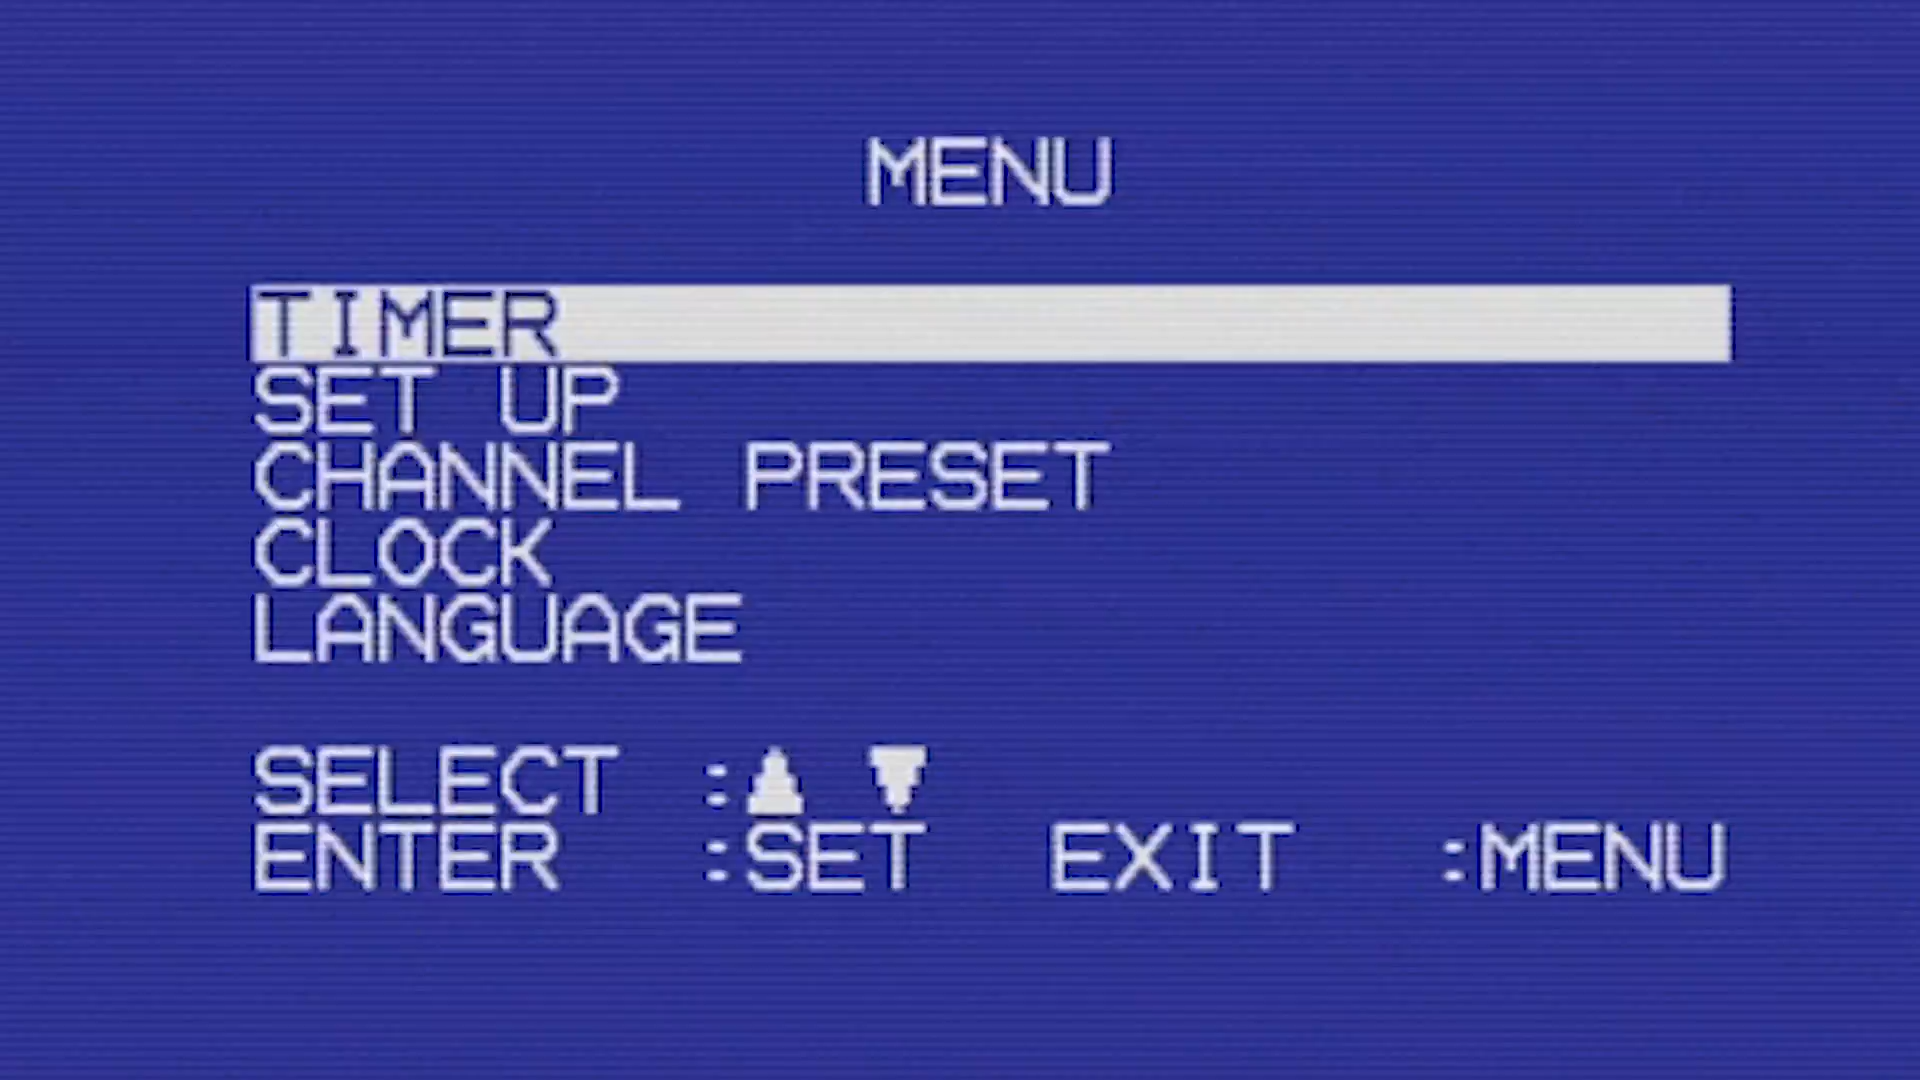 MENU
TIMER
SET UP
CHANNEL PRESET
CLOCK
LANGUAGE
SELECT :▲ ▼
ENTER :SET EXIT :MENU